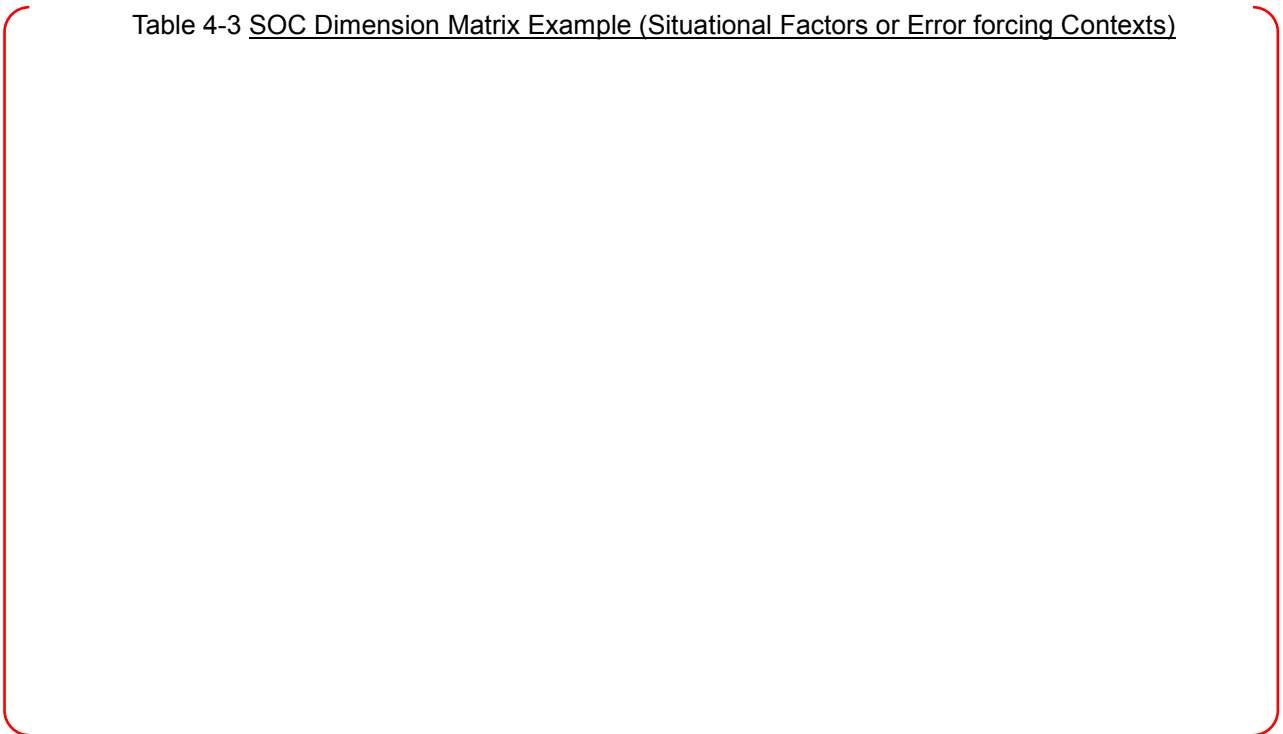 Table 4-3 SOC Dimension Matrix Example (Situational Factors or Error forcing Contexts)